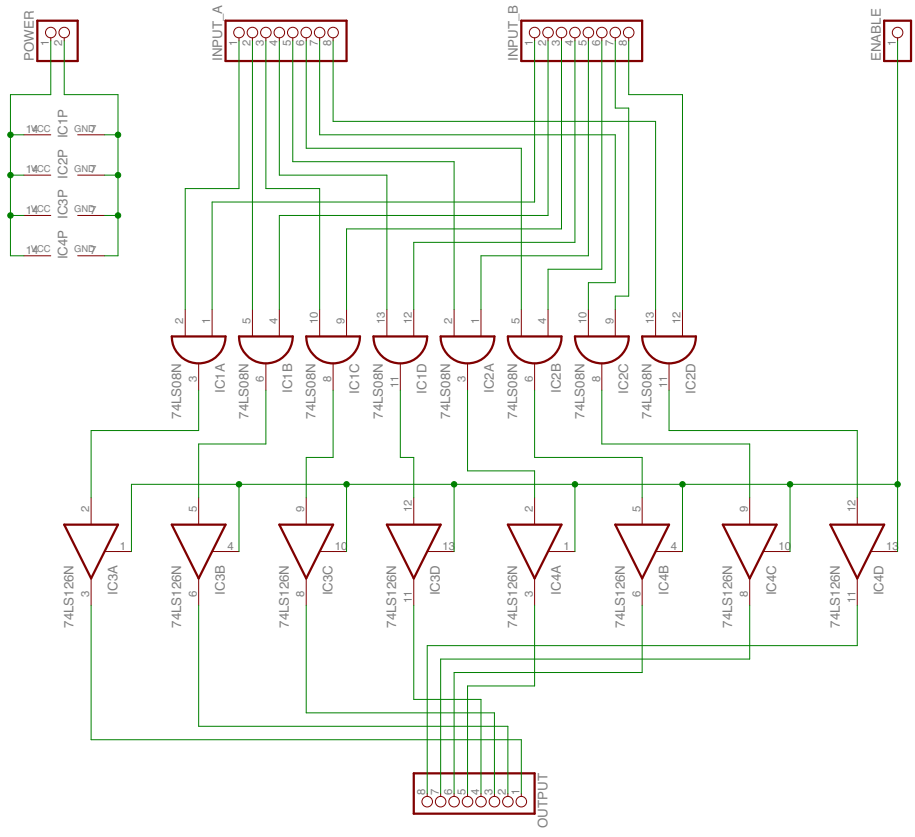 POWER
1 2
INPUT_A
1 2 3 4 5 6 7 8
INPUT_B
1 2 3 4 5 6 7 8
ENABLE
1
14 VCC IC1P GND 7
14 VCC IC2P GND 7
14 VCC IC3P GND 7
14 VCC IC4P GND 7
2 1 5 4 10 9 13 12 2 1 5 4 10 9 13 12
74LS08N 3 IC1A
74LS08N 6 IC1B
74LS08N 8 IC1C
74LS08N 11 IC1D
74LS08N 3 IC2A
74LS08N 6 IC2B
74LS08N 8 IC2C
74LS08N 11 IC2D
2 5 9 12 2 5 9 12
1 4 10 13 1 4 10 13
74LS126N 3 IC3A
74LS126N 6 IC3B
74LS126N 8 IC3C
74LS126N 11 IC3D
74LS126N 3 IC4A
74LS126N 6 IC4B
74LS126N 8 IC4C
74LS126N 11 IC4D
8 7 6 5 4 3 2 1
OUTPUT